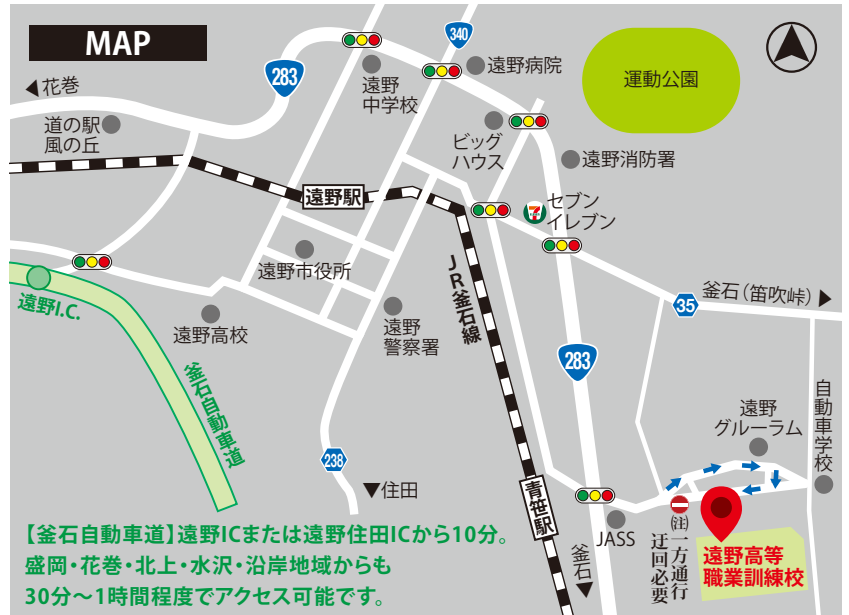 MAP
340
遠野病院
283
遠野
中学校
運動公園
花巻
道の駅
風の丘
ビッグ
ハウス
遠野消防署
遠野駅
7
セブン
イレブン
遠野市役所
JR釜石線
釜石(笛吹峠)
35
遠野I.C.
遠野高校
遠野
警察署
283
釜石自動車道
自動車学校
遠野
グルーラム
238
住田
青笹駅
JASS
釜石
(注)一方通行
迂回必要
遠野高等
職業訓練校
【釜石自動車道】遠野ICまたは遠野住田ICから10分。
盛岡・花巻・北上・水沢・沿岸地域からも
30分～1時間程度でアクセス可能です。